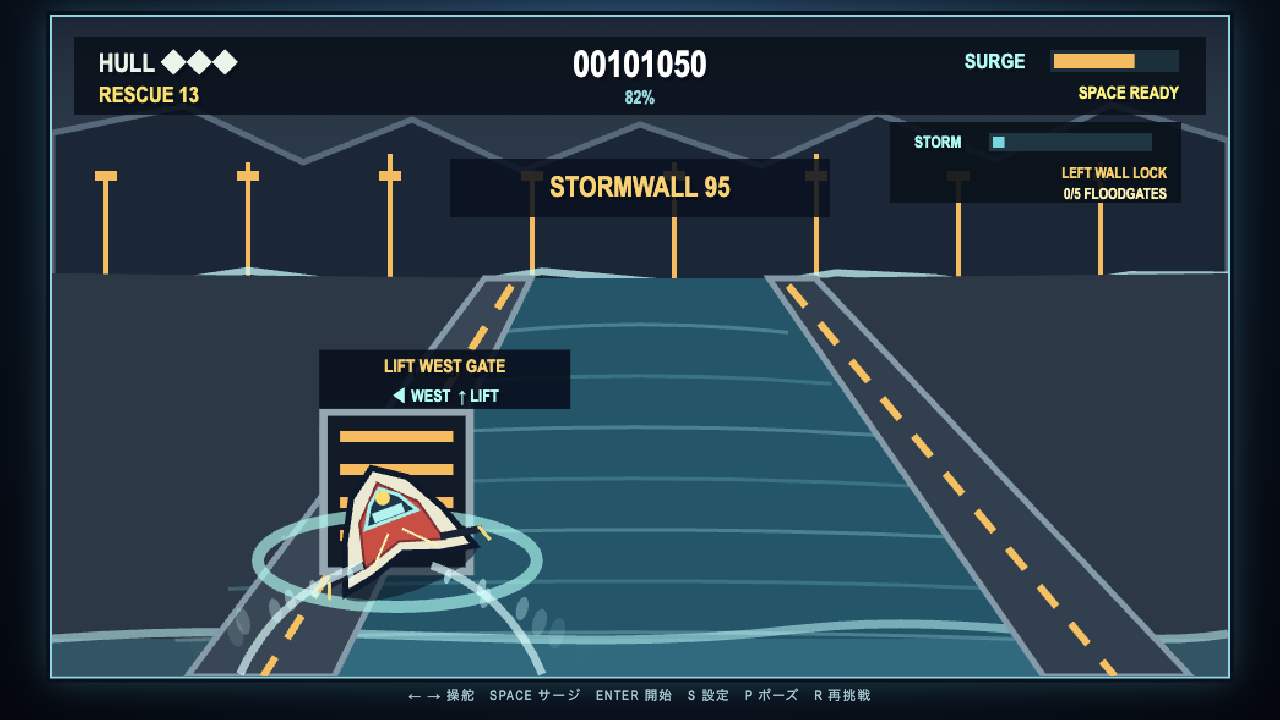 HULL
RESCUE 13
00101050
82%
SURGE
SPACE READY
STORM
LEFT WALL LOCK
0/5 FLOODGATES
STORMWALL 95
LIFT WEST GATE
◀ WEST ↑ LIFT
← → 操舵 SPACE サージ ENTER 開始 S 設定 P ポーズ R 再挑戦